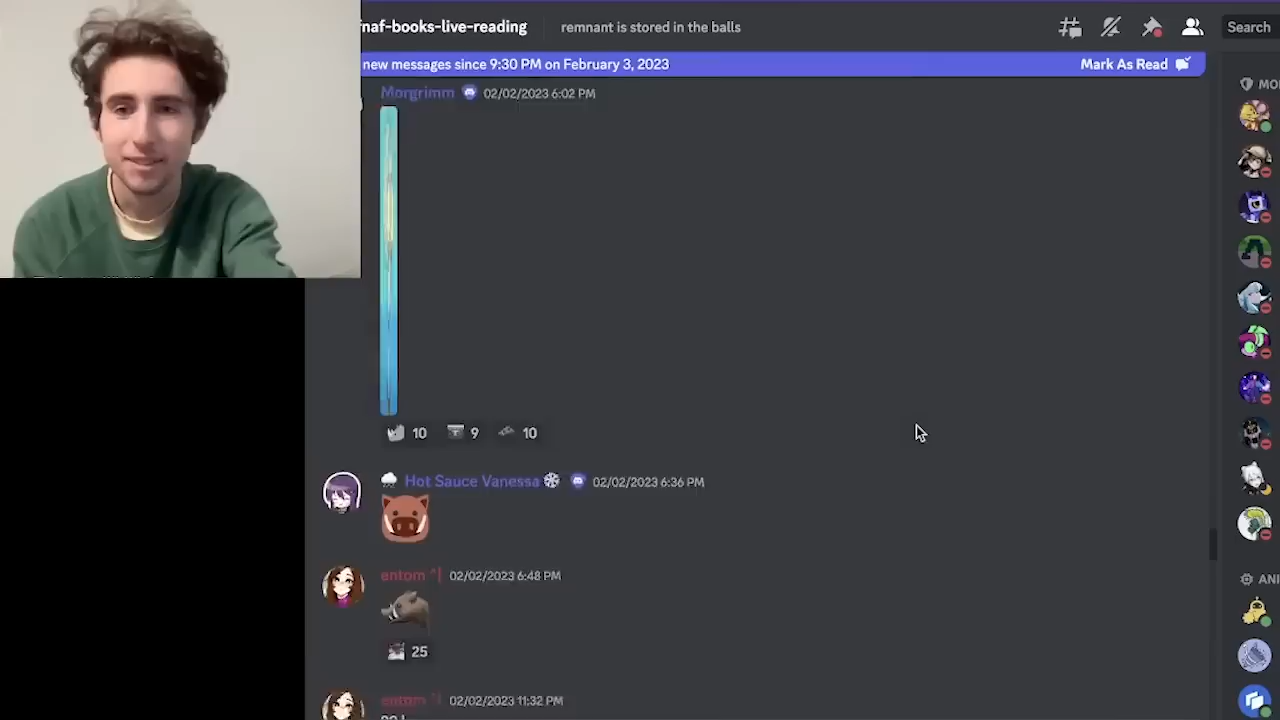 fnaf-books-live-reading
remnant is stored in the balls
Search
new messages since 9:30 PM on February 3, 2023
Mark As Read
MO
Morgrimm 02/02/2023 6:02 PM
10 9 10
Hot Sauce Vanessa 02/02/2023 6:36 PM
entom ^| 02/02/2023 6:48 PM
25
ANI
entom ^| 02/02/2023 11:32 PM